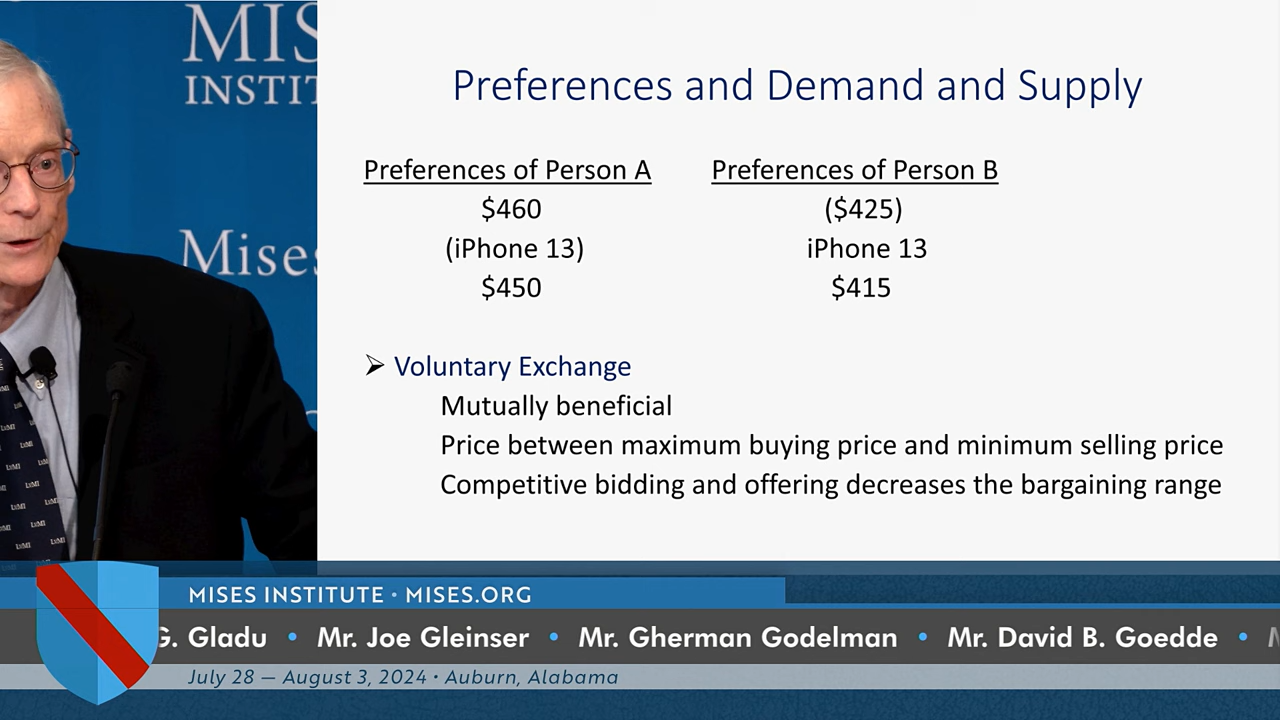 MIS
INSTIT
Mises
Preferences and Demand and Supply
Preferences of Person A
$460
(iPhone 13)
$450
Preferences of Person B
($425)
iPhone 13
$415
➢ Voluntary Exchange
Mutually beneficial
Price between maximum buying price and minimum selling price
Competitive bidding and offering decreases the bargaining range
MISES INSTITUTE • MISES.ORG
G. Gladu • Mr. Joe Gleinser • Mr. Gherman Godelman • Mr. David B. Goedde •
July 28 — August 3, 2024 • Auburn, Alabama